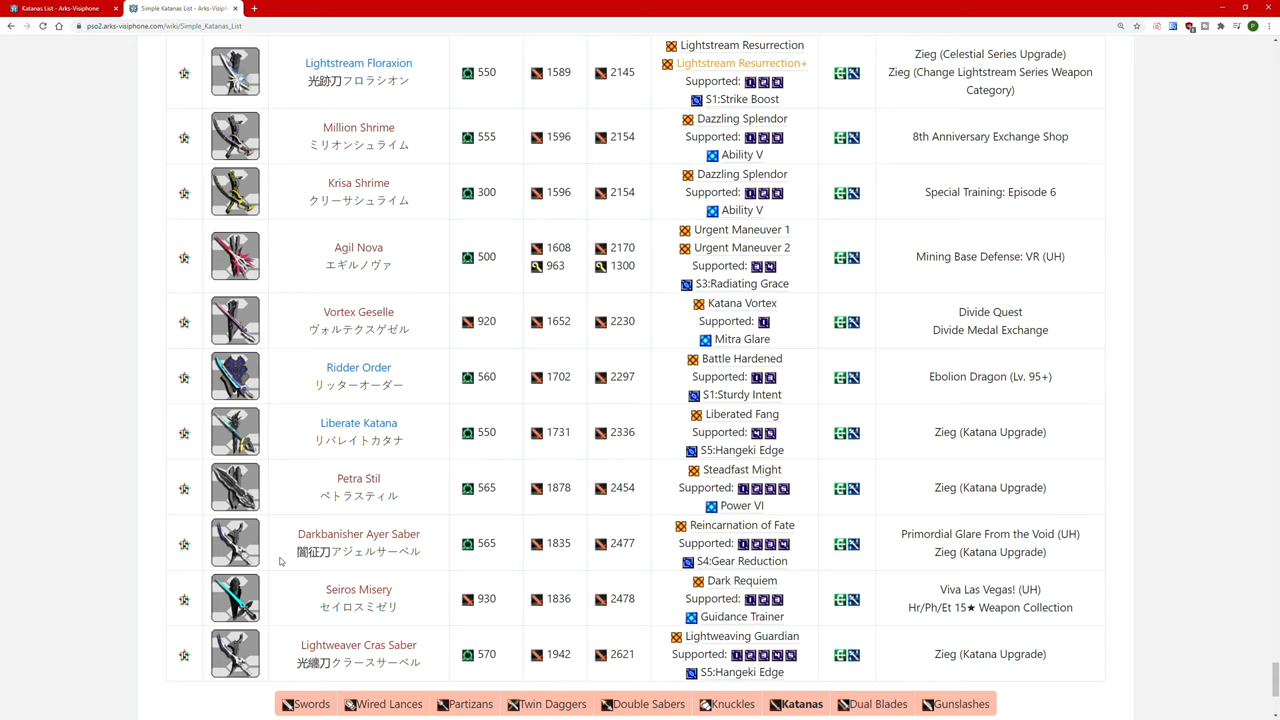 Katanas List - Arks-Visiphone
Simple Katanas List - Arks-Visiphone
pso2.arks-visiphone.com/wiki/Simple_Katanas_List
Lightstream Floraxion
光跡刀フロラシオン
550
1589
2145
Lightstream Resurrection
Lightstream Resurrection+
Supported:
S1:Strike Boost
Zieg (Celestial Series Upgrade)
Zieg (Change Lightstream Series Weapon
Category)
Million Shrime
ミリオンシュライム
555
1596
2154
Dazzling Splendor
Supported:
Ability V
8th Anniversary Exchange Shop
Krisa Shrime
クリーサシュライム
300
1596
2154
Dazzling Splendor
Supported:
Ability V
Special Training: Episode 6
Agil Nova
エギルノヴァ
500
1608
963
2170
1300
Urgent Maneuver 1
Urgent Maneuver 2
Supported:
S3:Radiating Grace
Mining Base Defense: VR (UH)
Vortex Geselle
ヴォルテクスゲゼル
920
1652
2230
Katana Vortex
Supported:
Mitra Glare
Divide Quest
Divide Medal Exchange
Ridder Order
リッターオーダー
560
1702
2297
Battle Hardened
Supported:
S1:Sturdy Intent
Ebolion Dragon (Lv. 95+)
Liberate Katana
リバレイトカタナ
550
1731
2336
Liberated Fang
Supported:
S5:Hangeki Edge
Zieg (Katana Upgrade)
Petra Stil
ペトラスティル
565
1878
2454
Steadfast Might
Supported:
Power VI
Zieg (Katana Upgrade)
Darkbanisher Ayer Saber
闇征刀アジェルサーベル
565
1835
2477
Reincarnation of Fate
Supported:
S4:Gear Reduction
Primordial Glare From the Void (UH)
Zieg (Katana Upgrade)
Seiros Misery
セイロスミゼリ
930
1836
2478
Dark Requiem
Supported:
Guidance Trainer
Viva Las Vegas! (UH)
Hr/Ph/Et 15★ Weapon Collection
Lightweaver Cras Saber
光纏刀クラースサーベル
570
1942
2621
Lightweaving Guardian
Supported:
S5:Hangeki Edge
Zieg (Katana Upgrade)
Swords Wired Lances Partizans Twin Daggers Double Sabers Knuckles Katanas Dual Blades Gunslashes